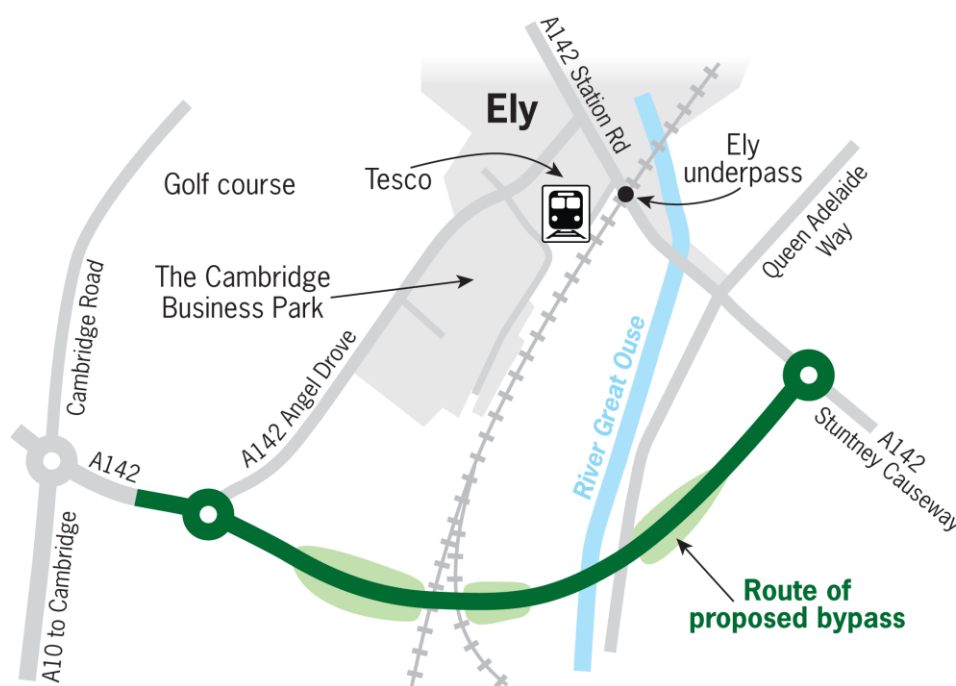 A142 Station Rd
Ely
Ely
underpass
Tesco
Golf course
Queen Adelaide
Way
The Cambridge
Business Park
Cambridge Road
River Great Ouse
A142 Angel Drove
A142
A142
Stuntney Causeway
A10 to Cambridge
Route of
proposed bypass